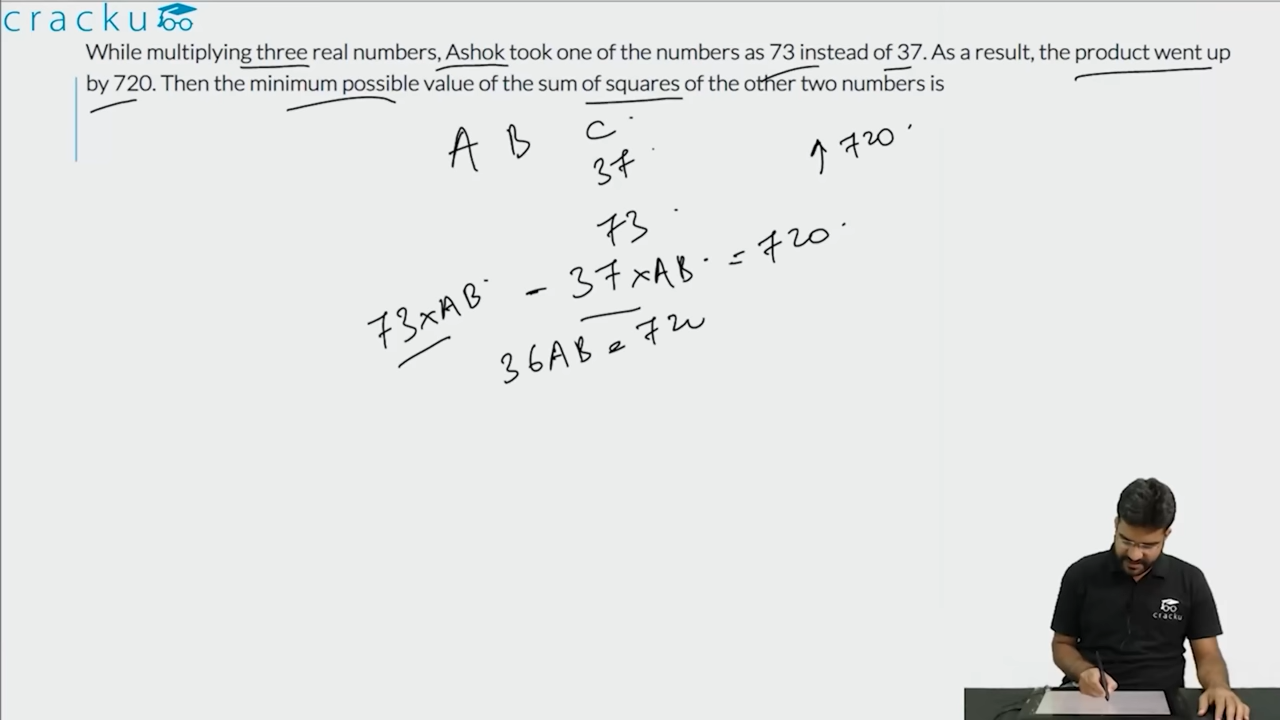 cracku
While multiplying three real numbers, Ashok took one of the numbers as 73 instead of 37. As a result, the product went up
by 720. Then the minimum possible value of the sum of squares of the other two numbers is
A B C
37
↑ 720
73
73×AB - 37×AB = 720
36AB = 720
cracku